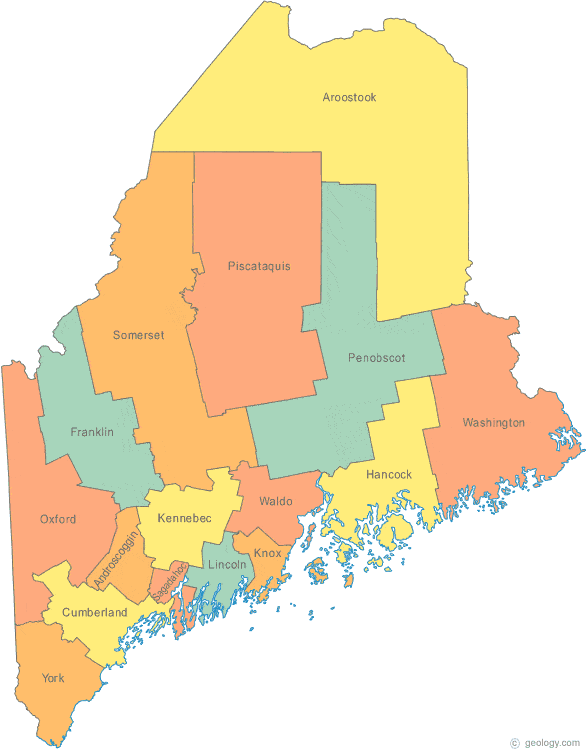 Aroostook
Piscataquis
Somerset
Penobscot
Franklin
Washington
Hancock
Waldo
Oxford
Kennebec
Androscoggin
Knox
Lincoln
Sagadahoc
Cumberland
York
© geology.com